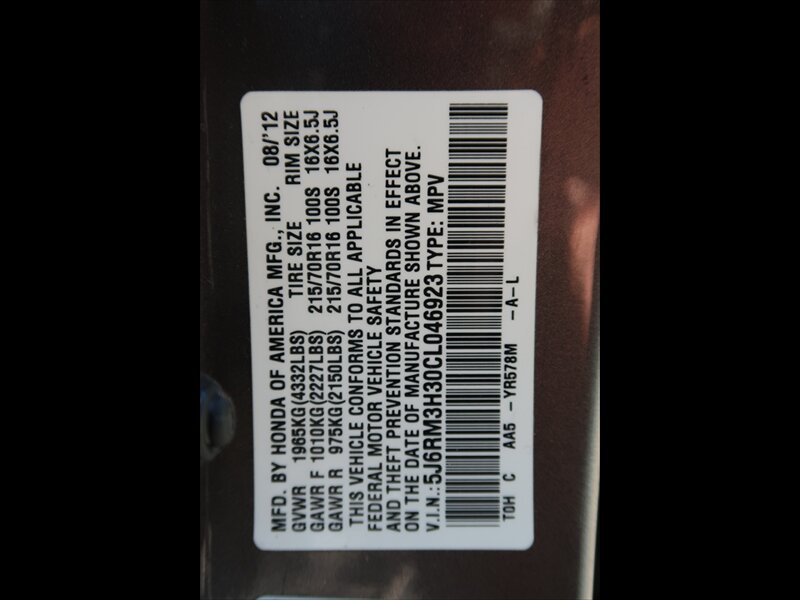 MFD. BY HONDA OF AMERICA MFG., INC. 08/'12
GVWR 1965KG(4332LBS) TIRE SIZE RIM SIZE
GAWR F 1010KG(2227LBS) 215/70R16 100S 16X6.5J
GAWR R 975KG(2150LBS) 215/70R16 100S 16X6.5J
THIS VEHICLE CONFORMS TO ALL APPLICABLE
FEDERAL MOTOR VEHICLE SAFETY
AND THEFT PREVENTION STANDARDS IN EFFECT
ON THE DATE OF MANUFACTURE SHOWN ABOVE.
V.I.N.:5J6RM3H30CL046923 TYPE: MPV
TOH C AA5 -YR578M -A-L